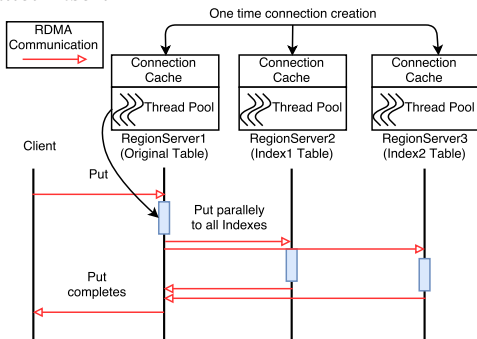 One time connection creation
RDMA
Communication
Connection
Cache
Thread Pool
RegionServer1
(Original Table)
Connection
Cache
Thread Pool
RegionServer2
(Index1 Table)
Connection
Cache
Thread Pool
RegionServer3
(Index2 Table)
Client
Put
Put parallely
to all Indexes
Put
completes